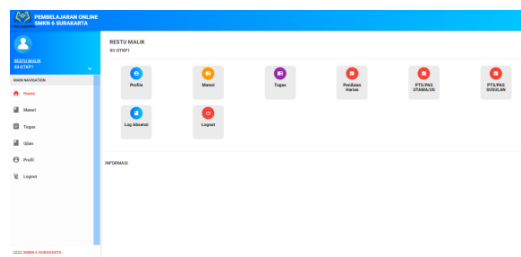 PEMBELAJARAN ONLINE
SMKN 6 SURAKARTA
RESTU MALIK
XII OTKP1
MAIN NAVIGATION
Home
Materi
Tugas
Ujian
Profil
Logout
2022 SMKN 6 SURAKARTA.
RESTU MALIK
XII OTKP1
Profile
Materi
Tugas
Penilaian
Harian
PTS/PAS
UTAMA/US
PTS/PAS
SUSULAN
Log Absensi
Logout
INFORMASI